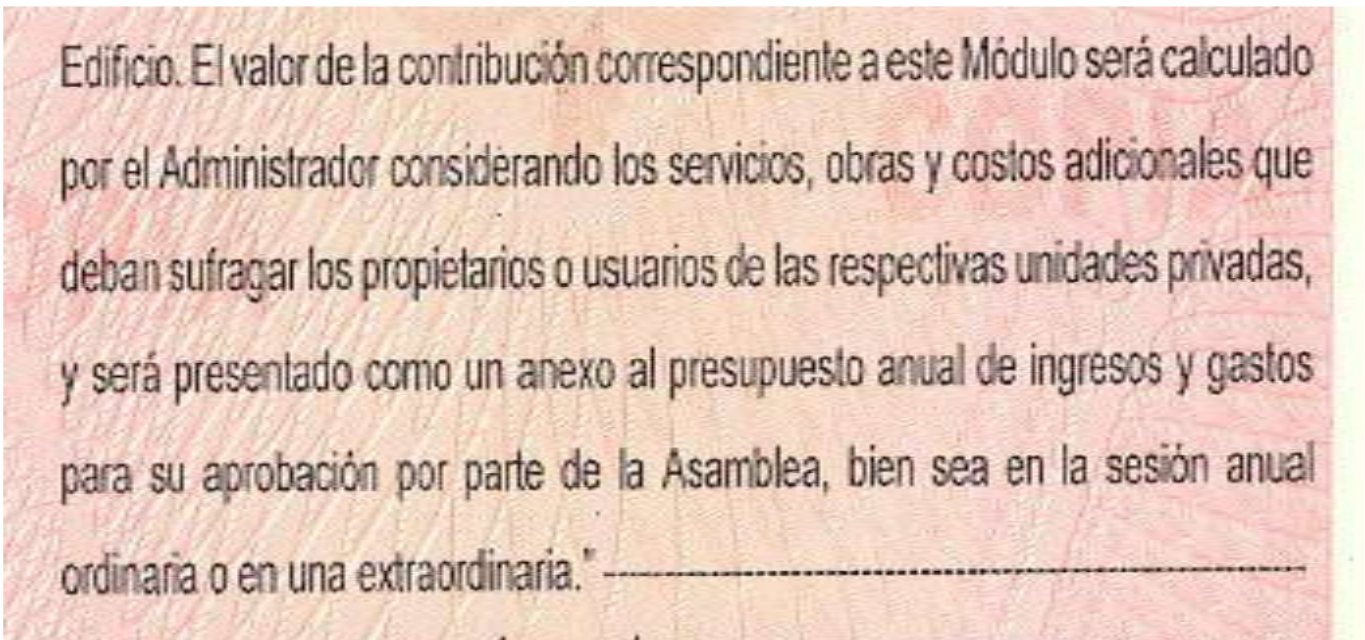 Edificio. El valor de la contribución correspondiente a este Módulo será calculado
por el Administrador considerando los servicios, obras y costos adicionales que
deban sufragar los propietarios o usuarios de las respectivas unidades privadas,
y será presentado como un anexo al presupuesto anual de ingresos y gastos
para su aprobación por parte de la Asamblea, bien sea en la sesión anual
ordinaria o en una extraordinaria." ----------------------------------------